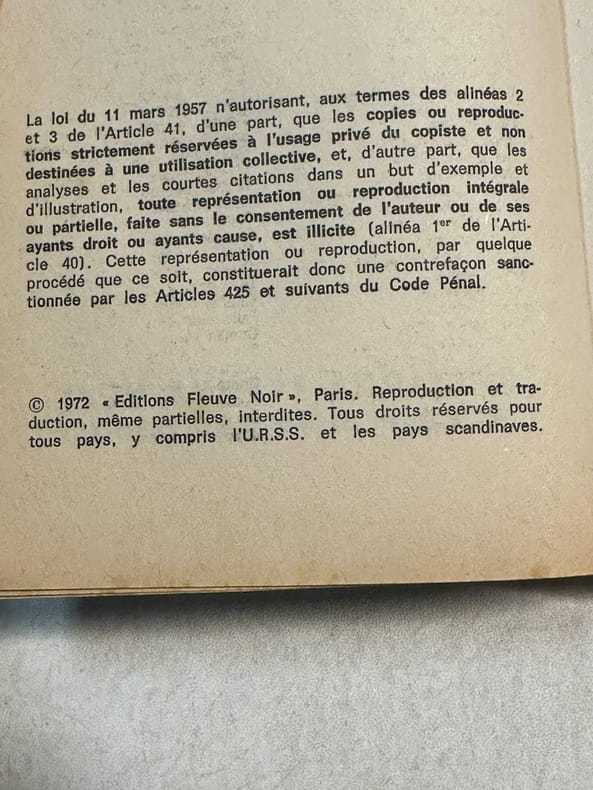 La loi du 11 mars 1957 n'autorisant, aux termes des alinéas 2
et 3 de l'Article 41, d'une part, que les copies ou reproduc-
tions strictement réservées à l'usage privé du copiste et non
destinées à une utilisation collective, et, d'autre part, que les
analyses et les courtes citations dans un but d'exemple et
d'illustration, toute représentation ou reproduction intégrale
ou partielle, faite sans le consentement de l'auteur ou de ses
ayants droit ou ayants cause, est illicite (alinéa 1er de l'Arti-
cle 40). Cette représentation ou reproduction, par quelque
procédé que ce soit, constituerait donc une contrefaçon sanc-
tionnée par les Articles 425 et suivants du Code Pénal.
© 1972 « Editions Fleuve Noir », Paris. Reproduction et tra-
duction, même partielles, interdites. Tous droits réservés pour
tous pays, y compris l'U.R.S.S. et les pays scandinaves.